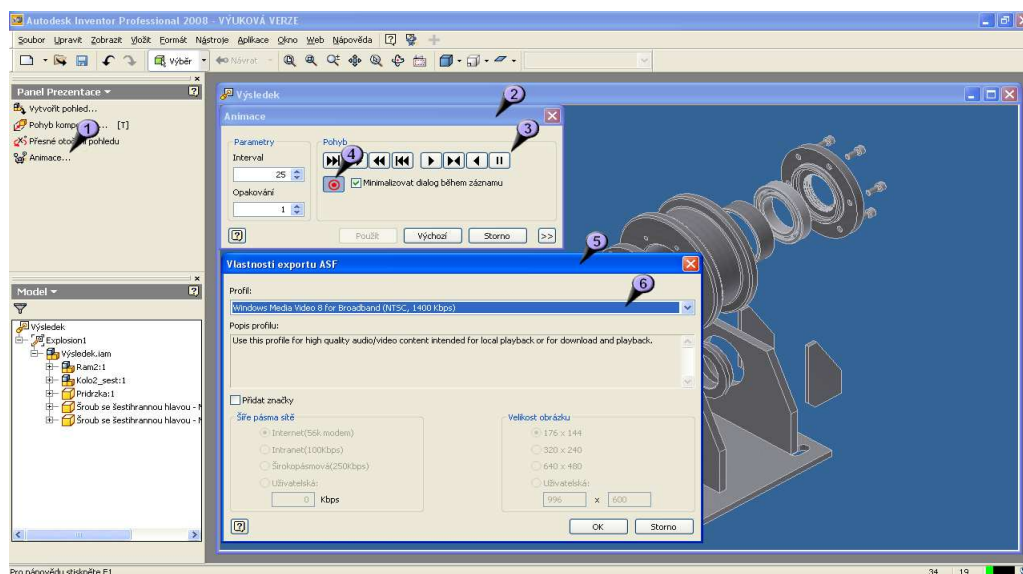 Autodesk Inventor Professional 2008 - VÝUKOVÁ VERZE
Soubor Upravit Zobrazit Vložit Formát Nástroje Aplikace Okno Web Nápověda
Výběr Návrat
Panel Prezentace
Vytvořit pohled...
Pohyb ... [T]
Přesné pohledu
Animace...
1
Model
Výsledek
Explosion1
Výsledek.iam
Ram2:1
Kolo2_sest:1
Pridrzka:1
Šroub se šestihrannou hlavou -
Šroub se šestihrannou hlavou -
Výsledek
2
Animace
3
Parametry
Interval
25
Opakování
1
Pohyb
4
Minimalizovat dialog během záznamu
Použít Výchozí Storno >>
5
Vlastnosti exportu ASF
6
Profil:
Windows Media Video 8 for Broadband (NTSC, 1400 Kbps)
Popis profilu:
Use this profile for high quality audio/video content intended for local playback or for download and playback.
Přidat značky
Šíře pásma sítě
Internet(56k modem)
Intranet(100Kbps)
Širokopásmová(250Kbps)
Uživatelská:
0 Kbps
Velikost obrázku
176 x 144
320 x 240
640 x 480
Uživatelská:
996 x 600
OK Storno
Pro nápovědu stiskněte F1
34 19